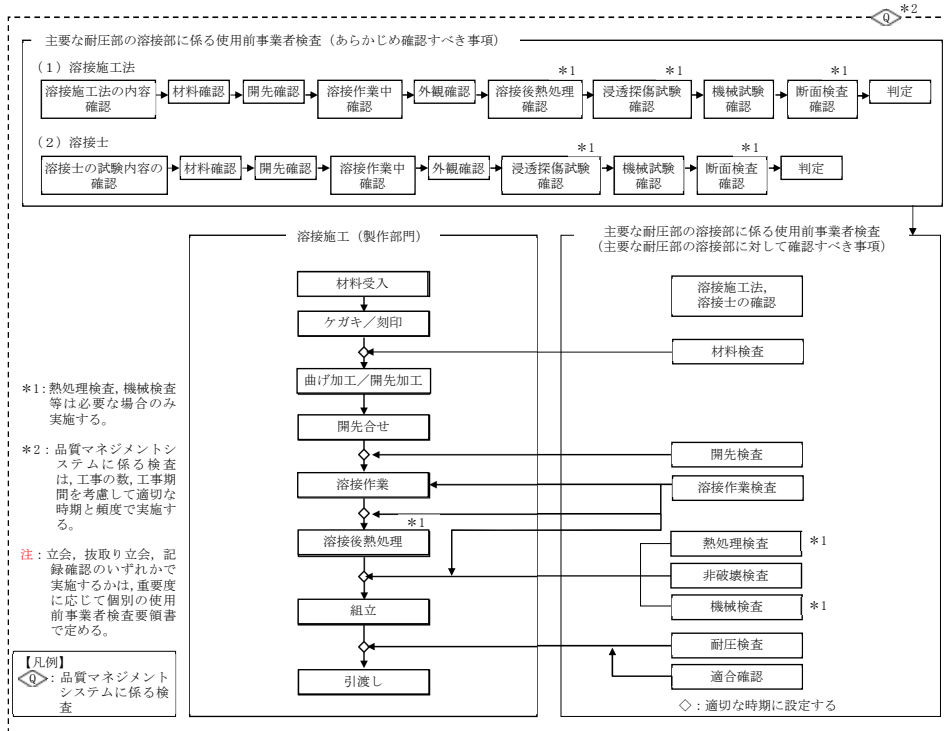 Q *2
主要な耐圧部の溶接部に係る使用前事業者検査(あらかじめ確認すべき事項)
(1)溶接施工法
*1 *1 *1
溶接施工法の内容
確認
材料確認
開先確認
溶接作業中
確認
外観確認
溶接後熱処理
確認
浸透探傷試験
確認
機械試験
確認
断面検査
確認
判定
(2)溶接士
*1 *1
溶接士の試験内容の
確認
材料確認
開先確認
溶接作業中
確認
外観確認
浸透探傷試験
確認
機械試験
確認
断面検査
確認
判定
溶接施工(製作部門)
材料受入
ケガキ/刻印
曲げ加工/開先加工
開先合せ
溶接作業
*1
溶接後熱処理
組立
引渡し
主要な耐圧部の溶接部に係る使用前事業者検査
(主要な耐圧部の溶接部に対して確認すべき事項)
溶接施工法,
溶接士の確認
材料検査
開先検査
溶接作業検査
熱処理検査 *1
非破壊検査
機械検査 *1
耐圧検査
適合確認
◇:適切な時期に設定する
*1:熱処理検査,機械検査
等は必要な場合のみ
実施する。
*2:品質マネジメントシ
ステムに係る検査
は,工事の数,工事期
間を考慮して適切な
時期と頻度で実施す
る。
注:立会,抜取り立会,記
録確認のいずれかで
実施するかは,重要度
に応じて個別の使用
前事業者検査要領書
で定める。
【凡例】
Q:品質マネジメント
システムに係る検
査